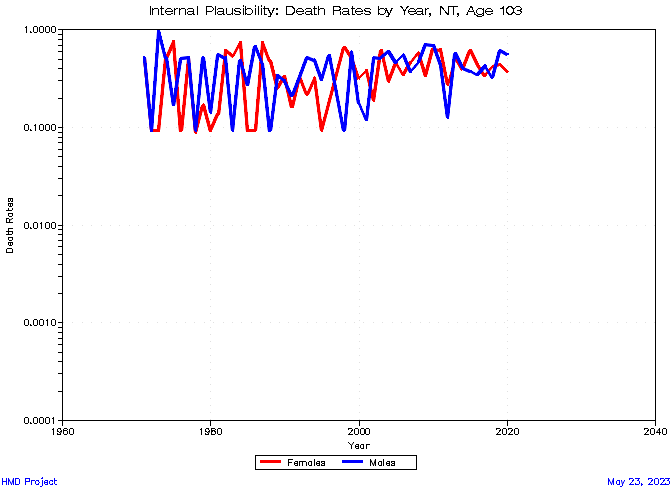 Internal Plausibility: Death Rates by Year, NT, Age 103
1.0000
0.1000
0.0100
0.0010
0.0001
Death Rates
1960
1980
2000
2020
2040
Year
Females
Males
HMD Project
May 23, 2023